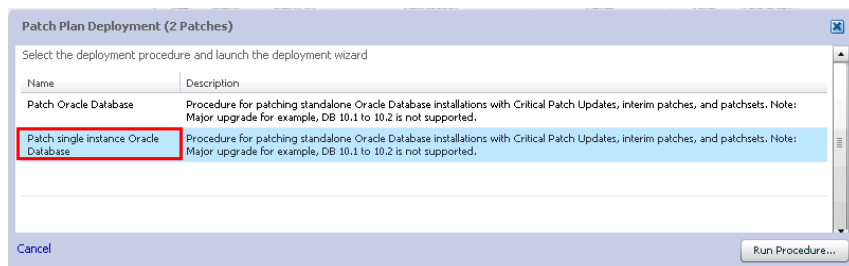 Patch Plan Deployment (2 Patches)
Select the deployment procedure and launch the deployment wizard
Name Description
Patch Oracle Database Procedure for patching standalone Oracle Database installations with Critical Patch Updates, interim patches, and patchsets. Note:
Major upgrade for example, DB 10.1 to 10.2 is not supported.
Patch single instance Oracle Procedure for patching standalone Oracle Database installations with Critical Patch Updates, interim patches, and patchsets. Note:
Database Major upgrade for example, DB 10.1 to 10.2 is not supported.
Cancel Run Procedure...